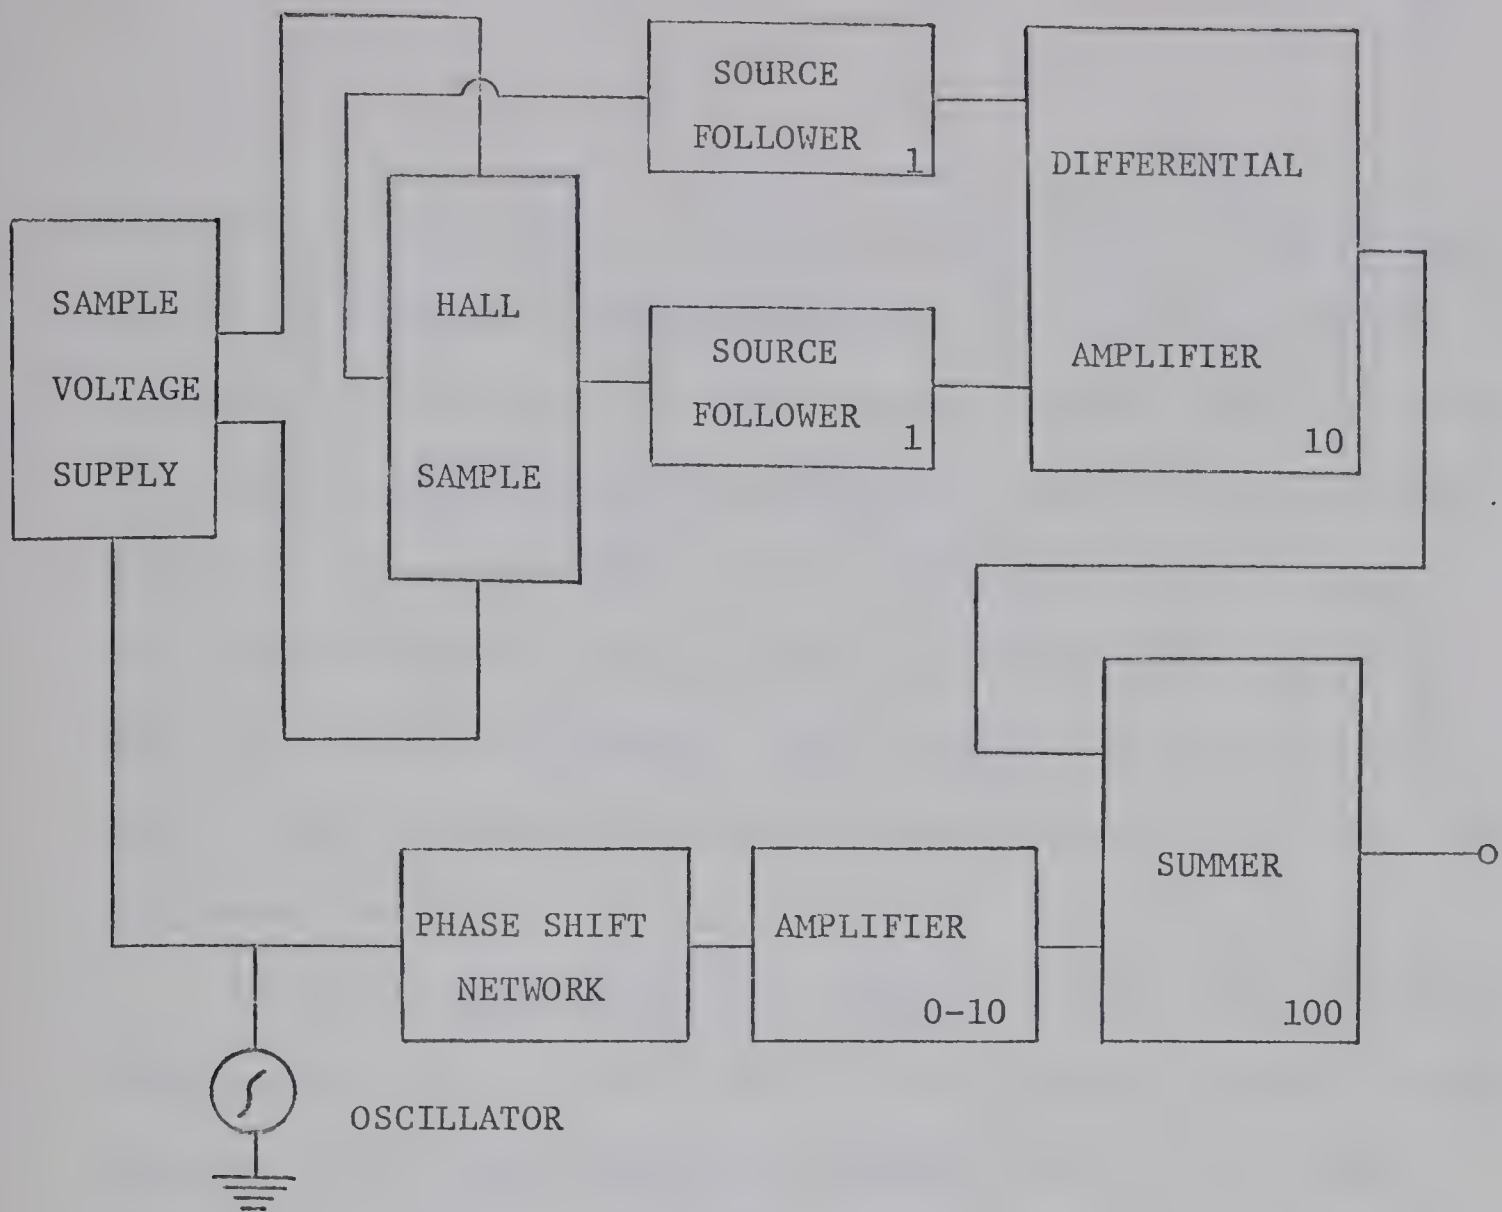 SOURCE
FOLLOWER
1
DIFFERENTIAL
AMPLIFIER
10
SAMPLE
VOLTAGE
SUPPLY
HALL
SAMPLE
SOURCE
FOLLOWER
1
SUMMER
100
PHASE SHIFT
NETWORK
AMPLIFIER
0-10
OSCILLATOR